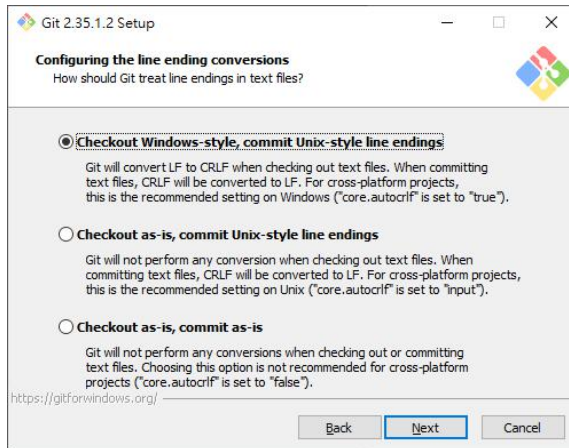 Git 2.35.1.2 Setup
Configuring the line ending conversions
How should Git treat line endings in text files?
Checkout Windows-style, commit Unix-style line endings
Git will convert LF to CRLF when checking out text files. When committing
text files, CRLF will be converted to LF. For cross-platform projects,
this is the recommended setting on Windows ("core.autocrlf" is set to "true").
Checkout as-is, commit Unix-style line endings
Git will not perform any conversion when checking out text files. When
committing text files, CRLF will be converted to LF. For cross-platform projects,
this is the recommended setting on Unix ("core.autocrlf" is set to "input").
Checkout as-is, commit as-is
Git will not perform any conversions when checking out or committing
text files. Choosing this option is not recommended for cross-platform
projects ("core.autocrlf" is set to "false").
https://gitforwindows.org/
Back Next Cancel